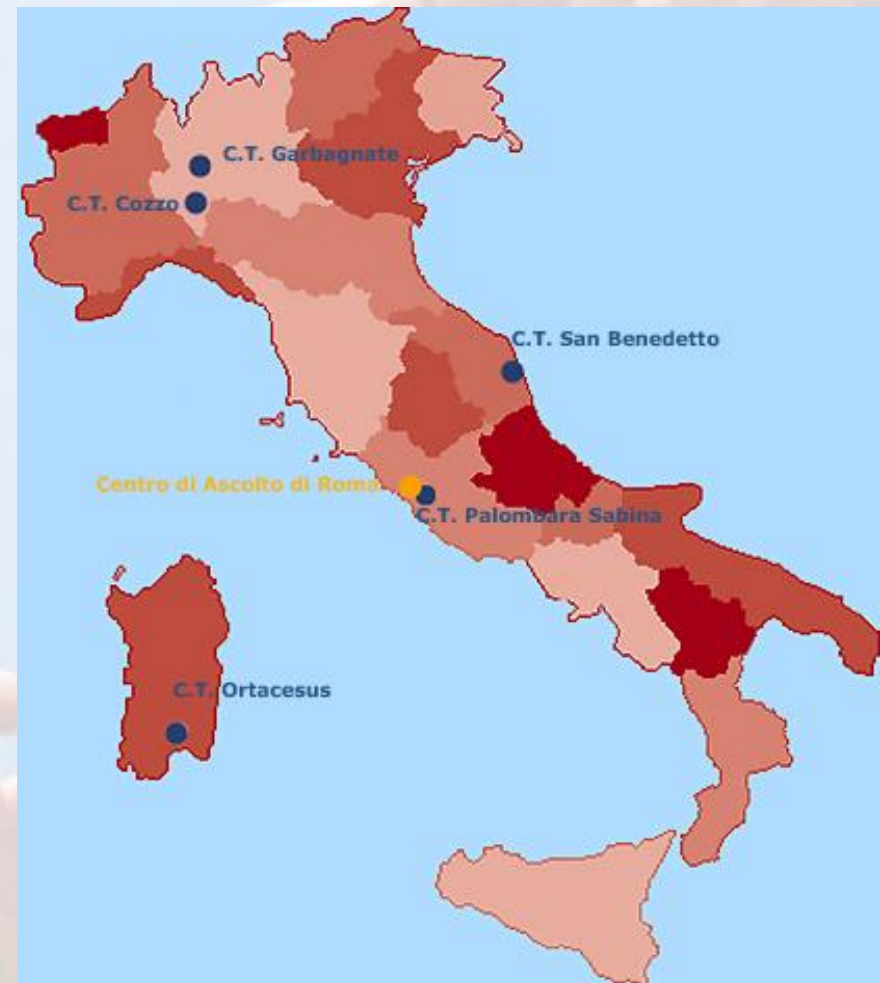 C.T. Garbagnate
C.T. Cozzo
C.T. San Benedetto
Centro di Ascolto di Roma
C.T. Palombara Sabina
C.T. Ortacesus